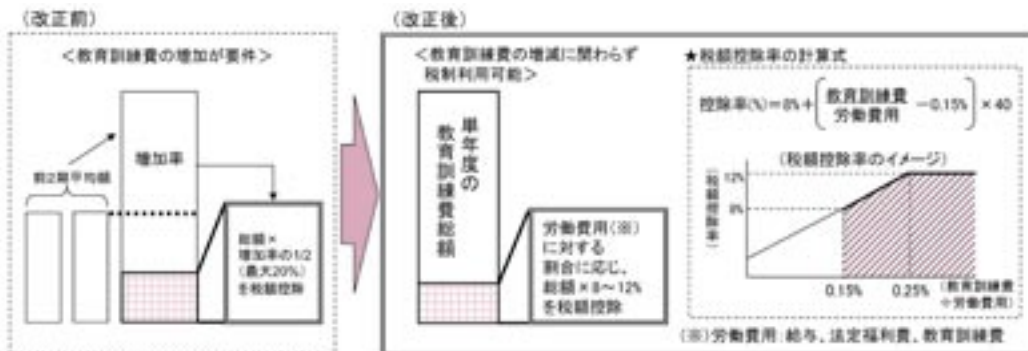 (改正前)
<教育訓練費の増加が要件>
増加率
前2期平均額
総額×
増加率の1/2
(最大20%)
を税額控除
(改正後)
<教育訓練費の増減に関わらず
税制利用可能>
単年度の
教育訓練費総額
労働費用(※)
に対する
割合に応じ、
総額×8〜12%
を税額控除
★税額控除率の計算式
控除率(%)=8%+(教育訓練費/労働費用-0.15%)×40
(税額控除率のイメージ)
(税額控除率)
12%
8%
0.15%
0.25%
(教育訓練費
÷労働費用)
(※)労働費用:給与、法定福利費、教育訓練費